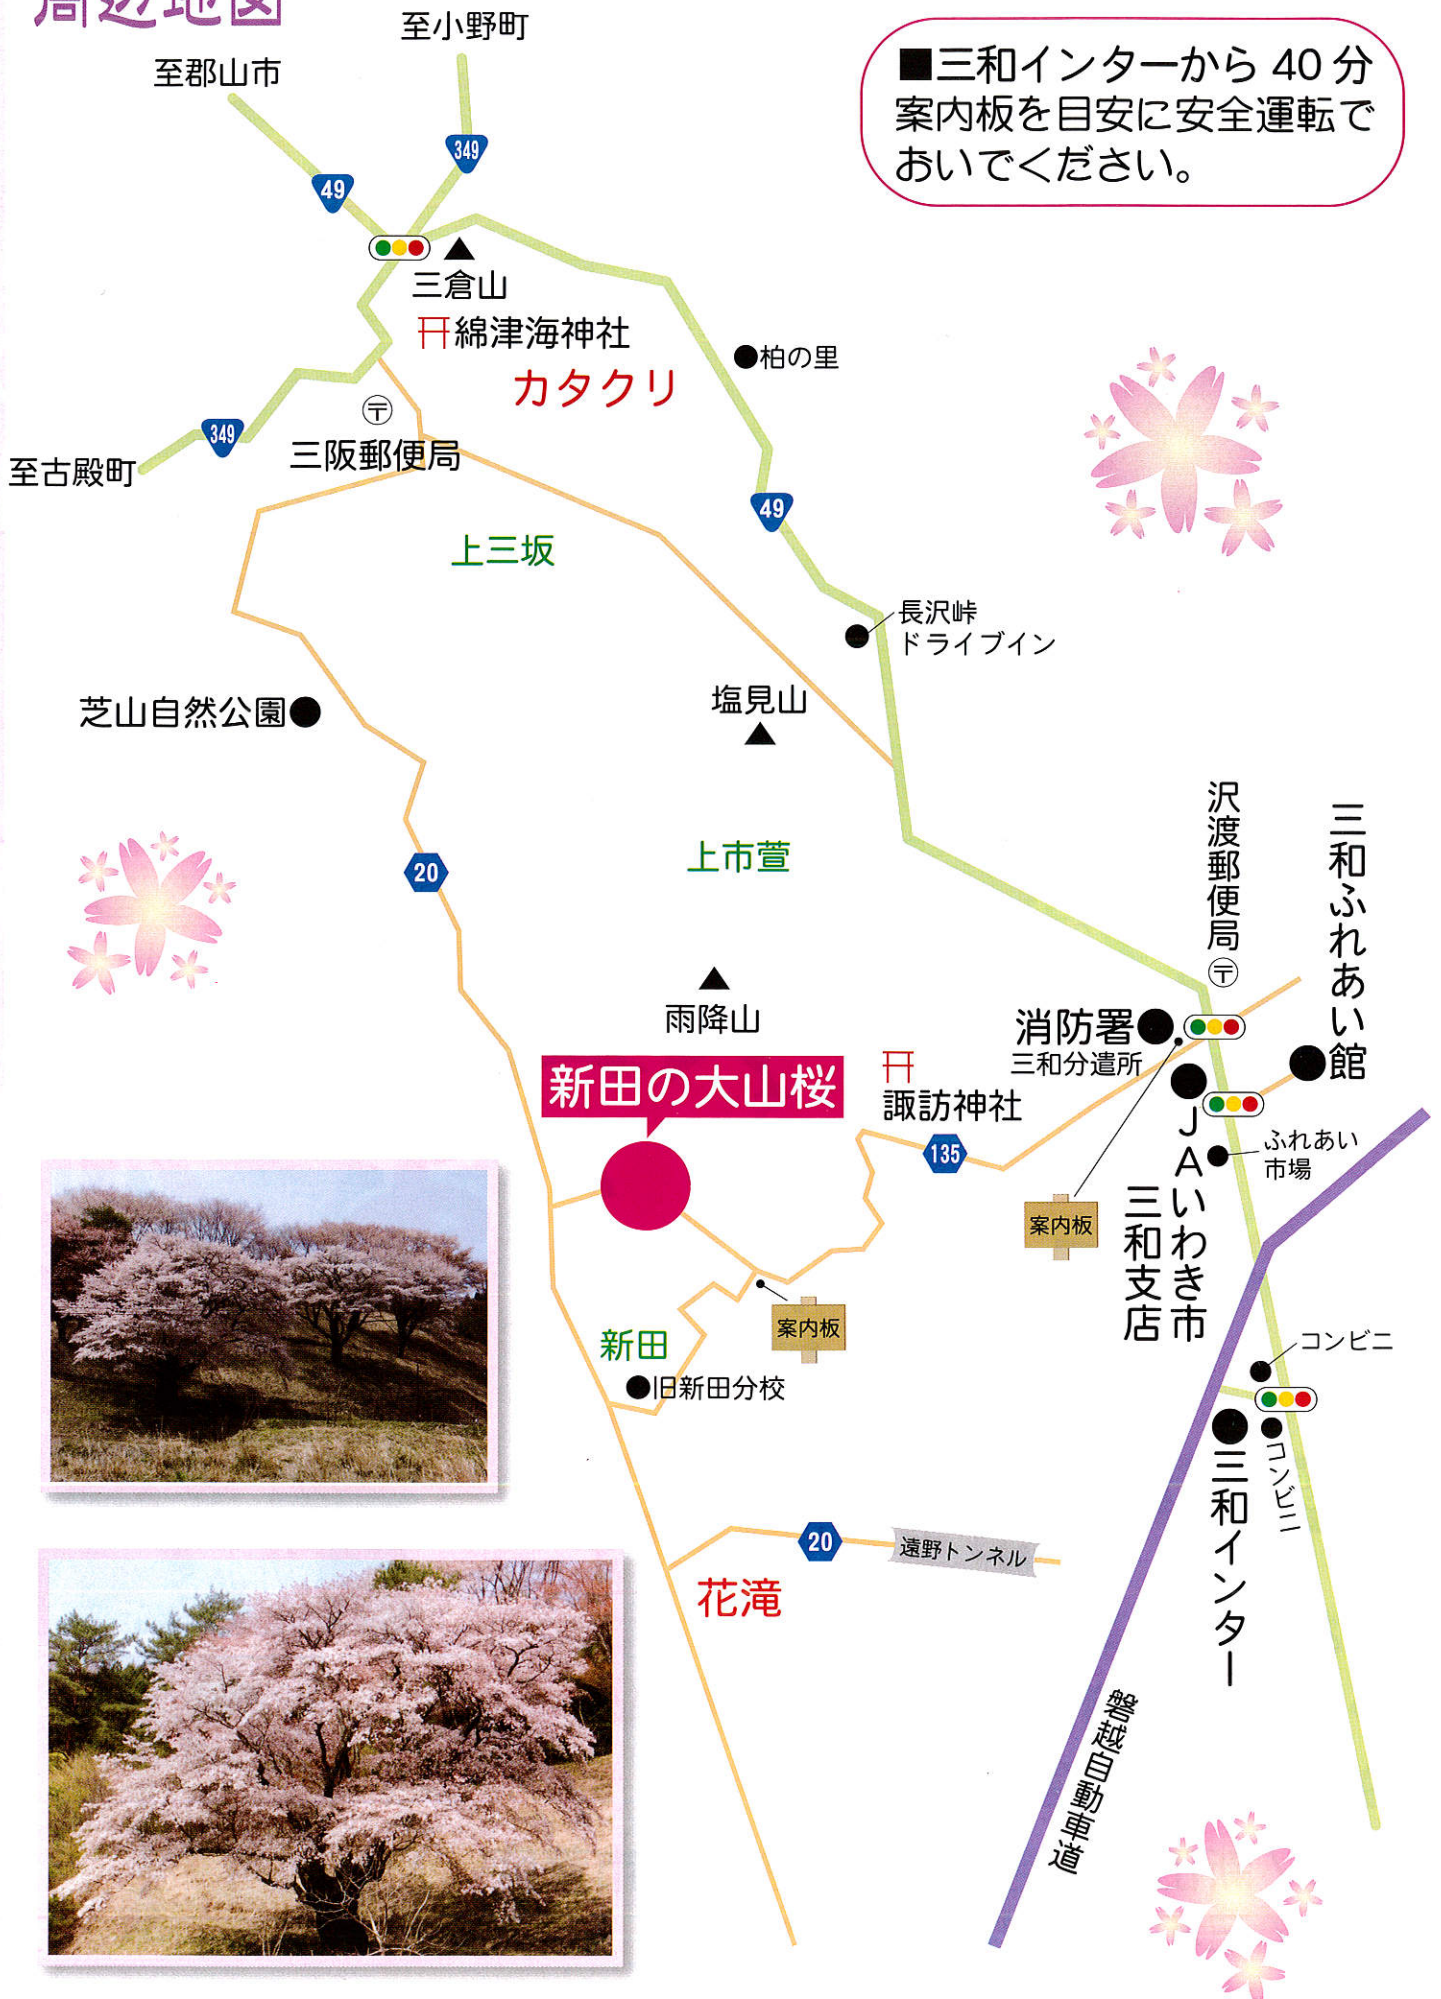 周辺地図
至小野町
至郡山市
■三和インターから 40 分
案内板を目安に安全運転で
おいでください。
349
49
三倉山
綿津海神社
カタクリ
柏の里
〒
三阪郵便局
349
至古殿町
49
上三坂
長沢峠
ドライブイン
芝山自然公園
塩見山
沢渡郵便局
〒
三和ふれあい館
上市萱
20
雨降山
消防署
三和分遣所
新田の大山桜
諏訪神社
135
JAいわき市
三和支店
ふれあい
市場
案内板
案内板
新田
旧新田分校
コンビニ
コンビニ
三和インター
20
遠野トンネル
花滝
磐越自動車道